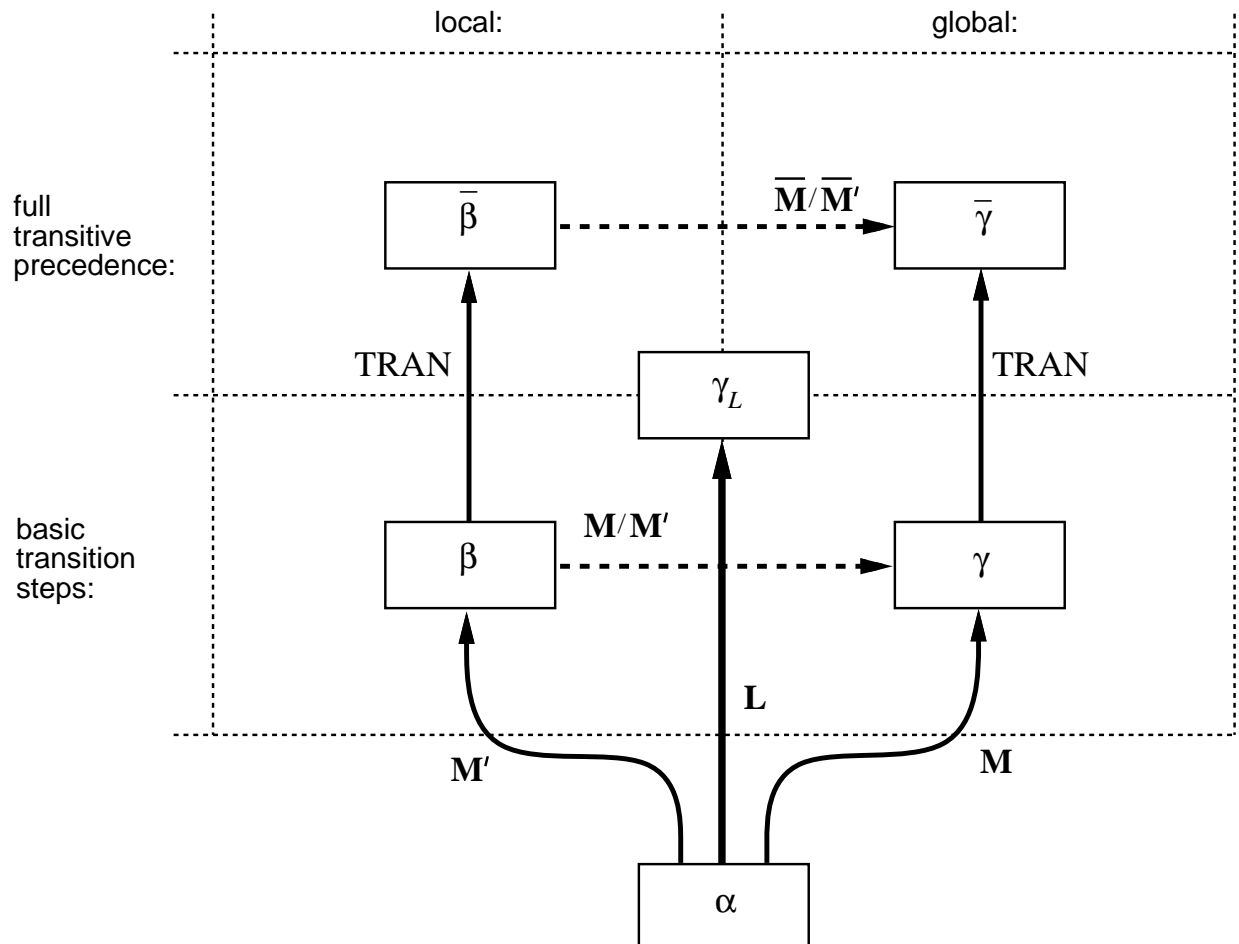 local:
global:
full
transitive
precedence:
β̅
M̅/M̅′
γ̅
TRAN
TRAN
γ_L
basic
transition
steps:
β
M/M′
γ
L
M′
M
α